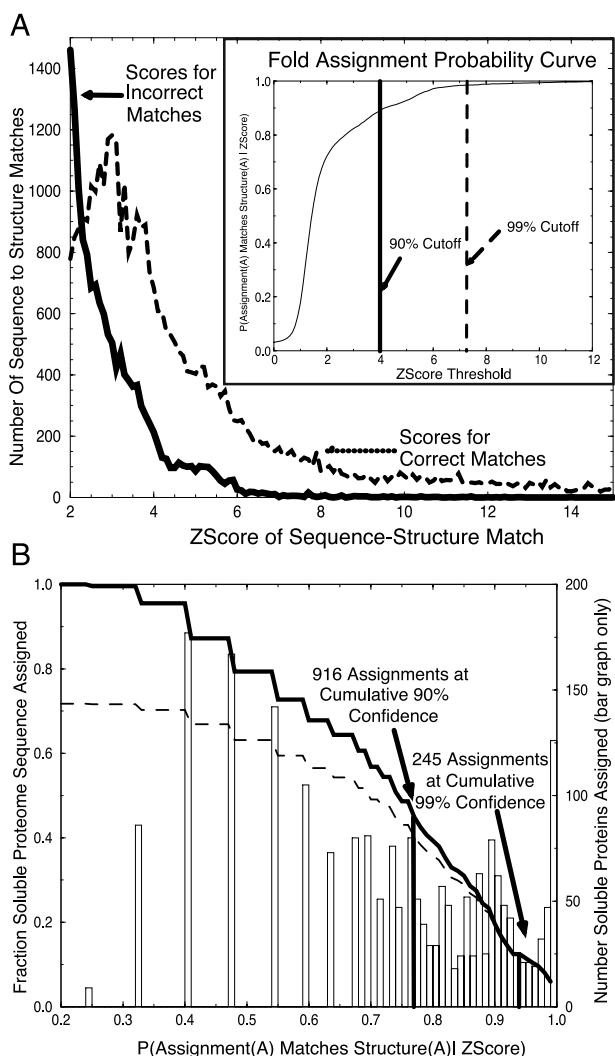 A
Number Of Sequence to Structure Matches
1400
1200
1000
800
600
400
200
0
Scores for
Incorrect
Matches
Fold Assignment Probability Curve
P(Assignment(A) Matches Structure(A) I ZScore)
1.0
0.8
0.6
0.4
0.2
0.0
90% Cutoff
99% Cutoff
0 2 4 6 8 10 12
ZScore Threshold
Scores for
Correct Matches
2 4 6 8 10 12 14
ZScore of Sequence-Structure Match
B
Fraction Soluble Proteome Sequence Assigned
1.0
0.8
0.6
0.4
0.2
0.0
916 Assignments at
Cumulative 90%
Confidence
245 Assignments
at Cumulative
99% Confidence
200
150
100
50
0
Number Soluble Proteins Assigned (bar graph only)
0.2 0.3 0.4 0.5 0.6 0.7 0.8 0.9 1.0
P(Assignment(A) Matches Structure(A)I ZScore)